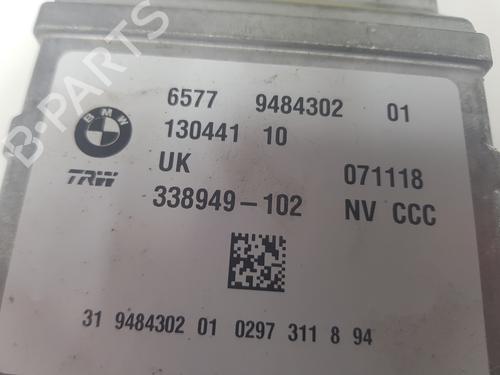 B-PARTS
6577 9484302 01
BMW
130441 10
UK 071118
TRW
338949-102 NV CCC
31 9484302 01 0297 311 8 94